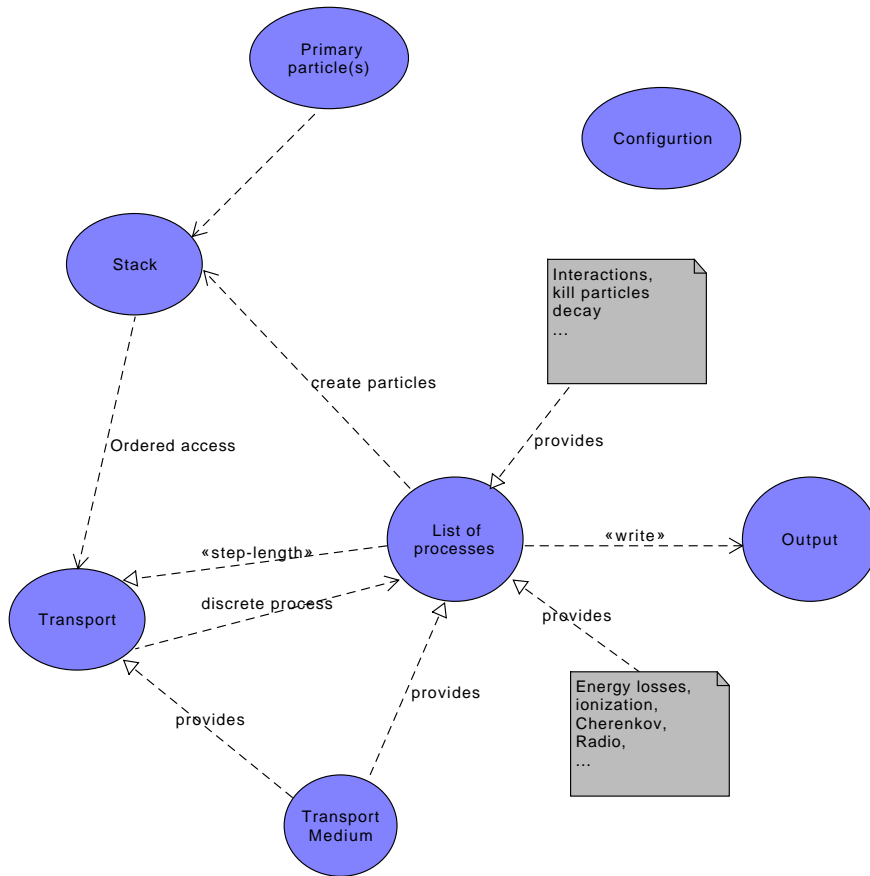 Primary
particle(s)
Configurtion
Stack
Interactions,
kill particles
decay
...
create particles
Ordered access
provides
List of
processes
«step-length»
«write»
Output
discrete process
Transport
provides
provides
provides
Energy losses,
ionization,
Cherenkov,
Radio,
...
Transport
Medium